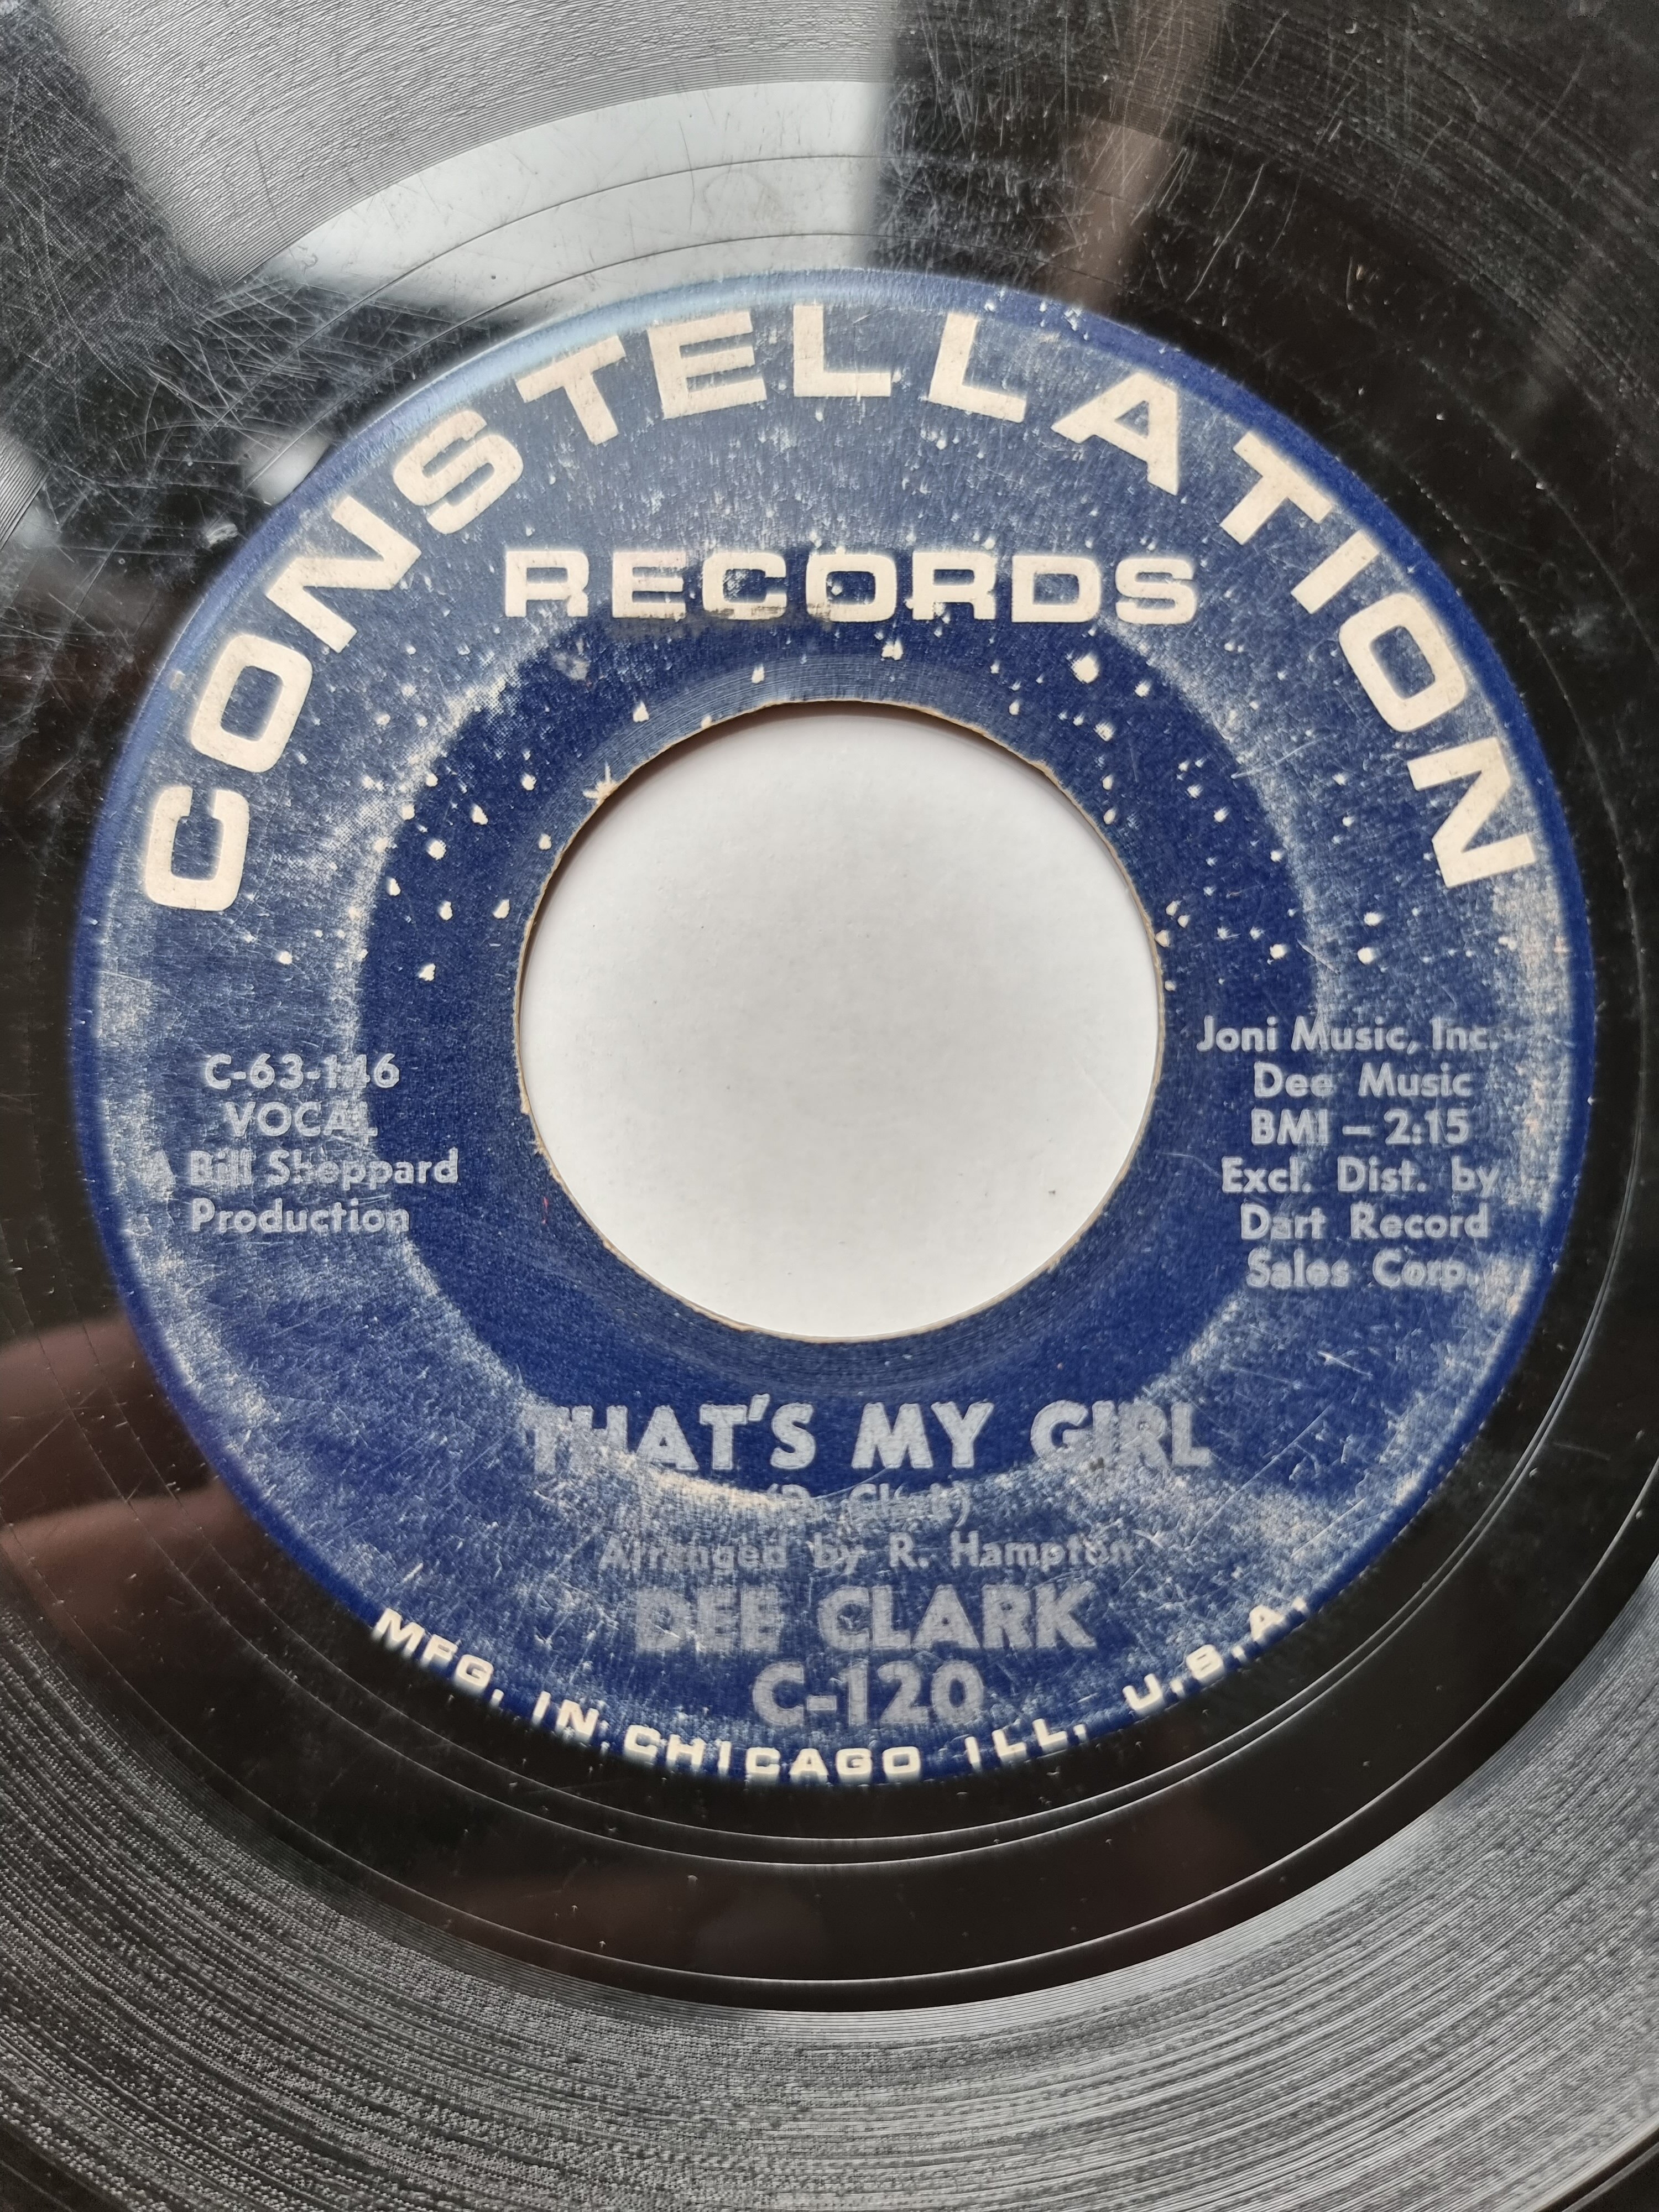 CONSTELLATION
RECORDS
C-63-146
VOCAL
A Bill Sheppard
Production
Joni Music, Inc.
Dee Music
BMI – 2:15
Excl. Dist. by
Dart Record
Sales Corp.
THAT'S MY GIRL
(D. Clark)
Arranged by R. Hampton
DEE CLARK
C-120
MFG. IN CHICAGO ILL. U.S.A.